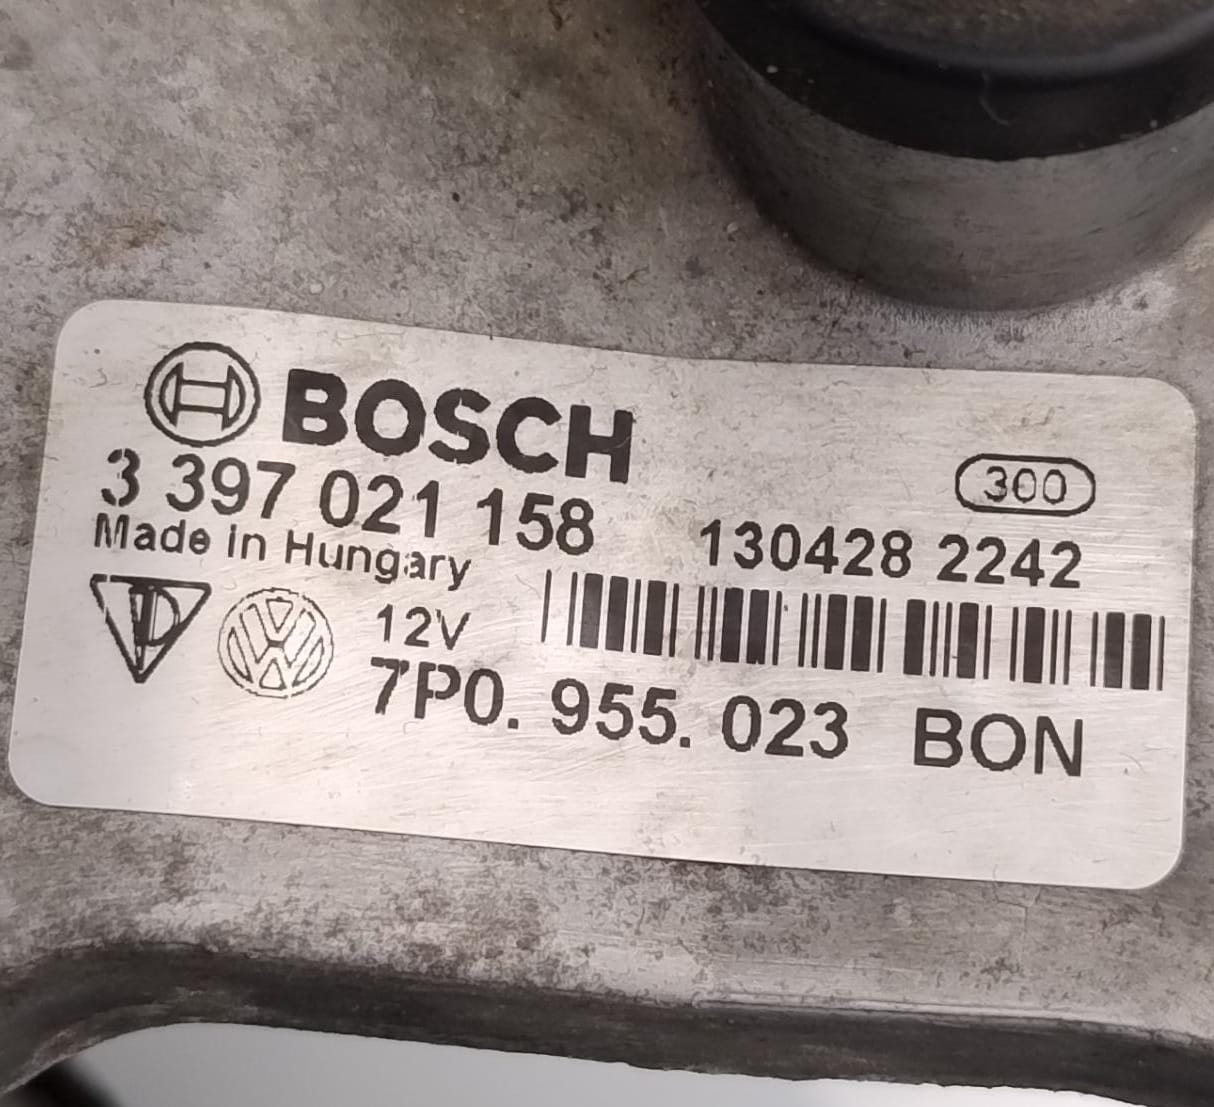 BOSCH
300
3 397 021 158
130428 2242
Made in Hungary
12V
7P0. 955. 023 BON